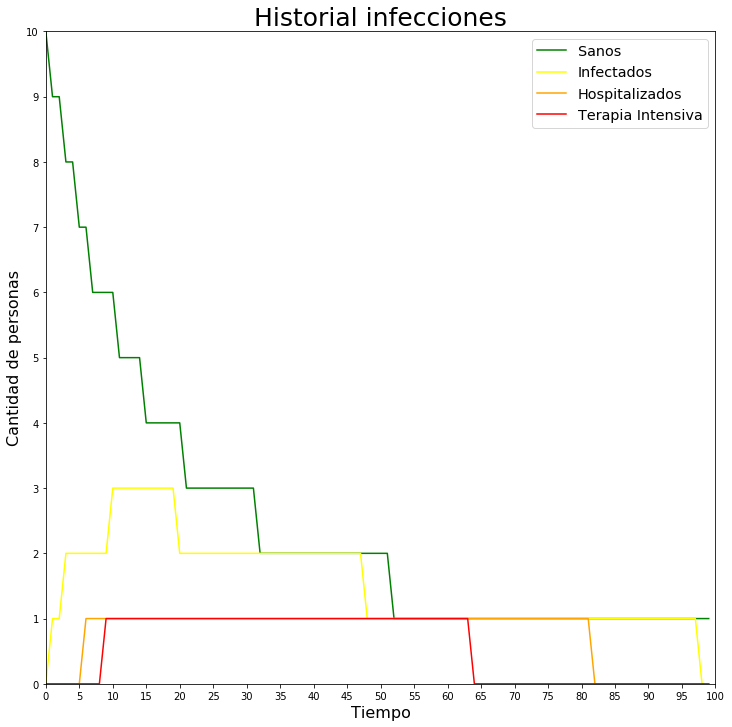 Historial infecciones
Sanos
Infectados
Hospitalizados
Terapia Intensiva
Cantidad de personas
10
9
8
7
6
5
4
3
2
1
0
0 5 10 15 20 25 30 35 40 45 50 55 60 65 70 75 80 85 90 95 100
Tiempo